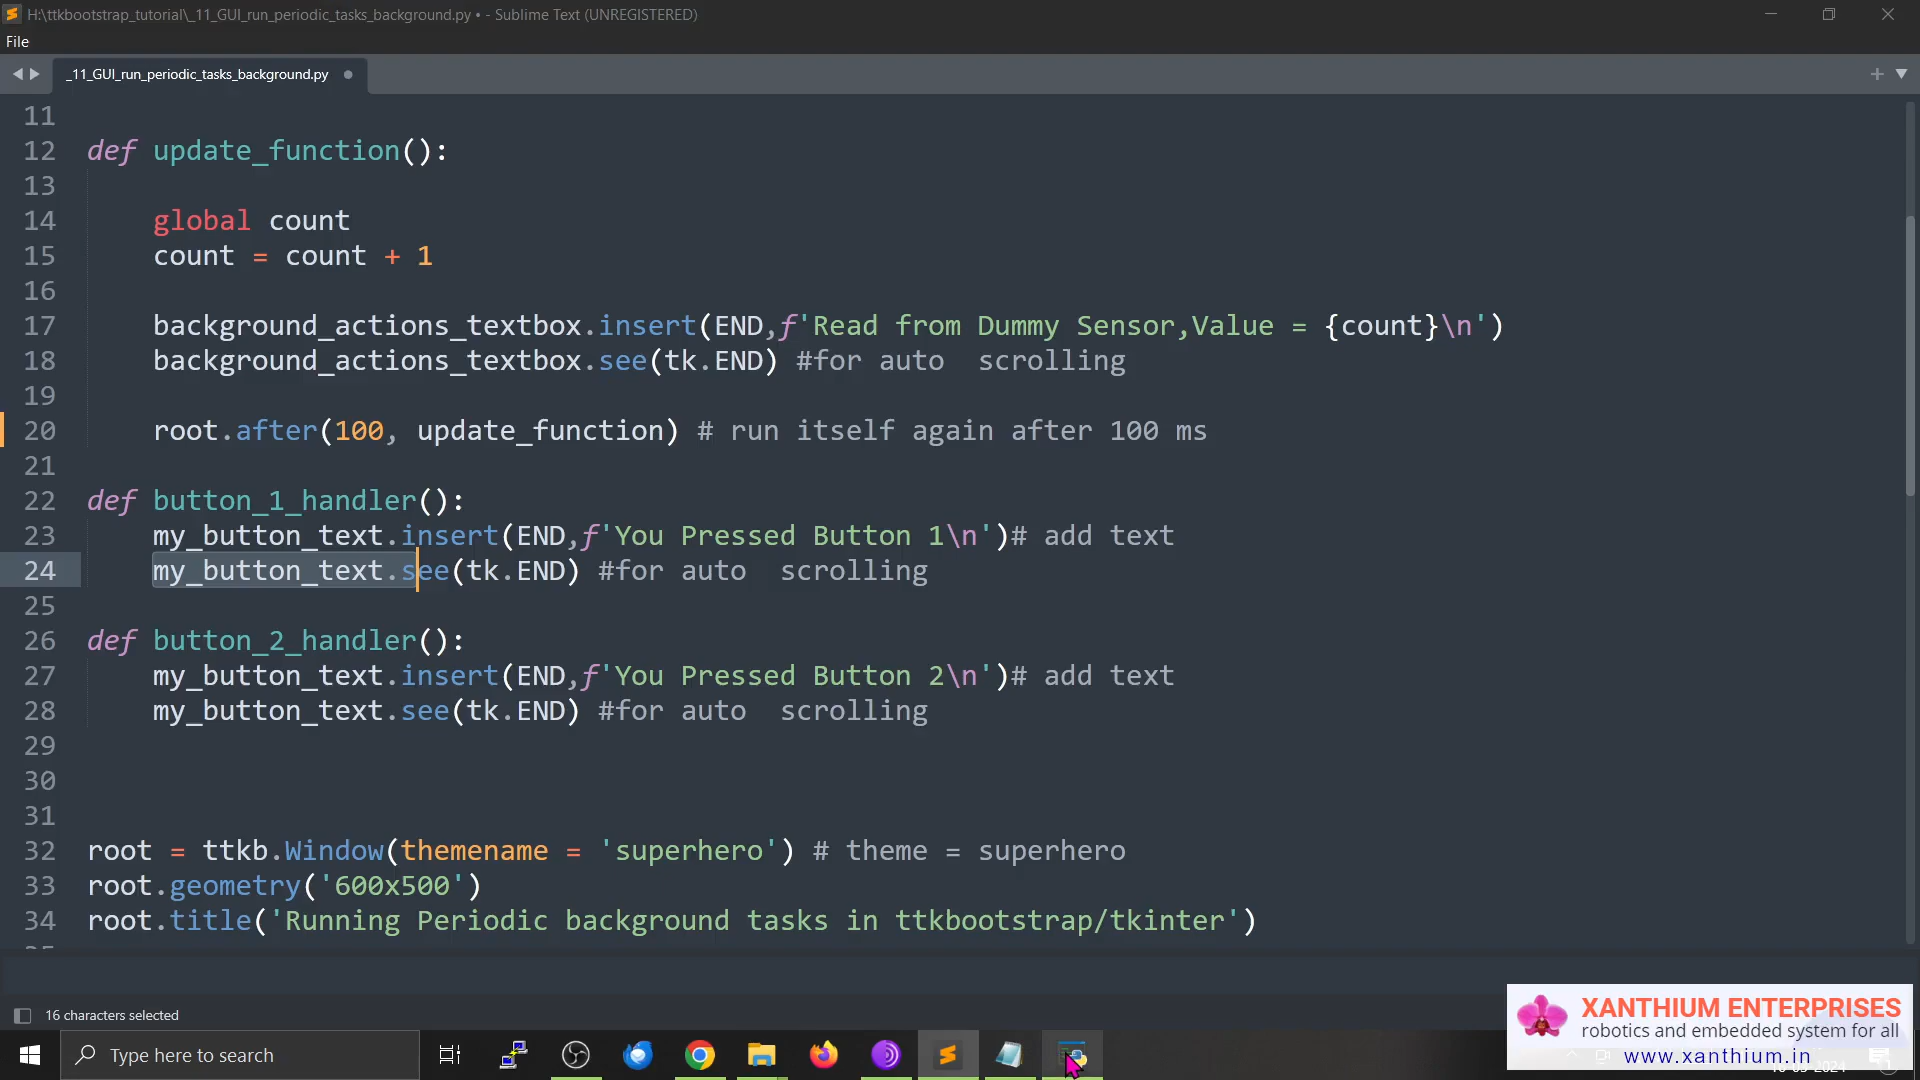 H:\ttkbootstrap_tutorial\_11_GUI_run_periodic_tasks_background.py • - Sublime Text (UNREGISTERED)
File
_11_GUI_run_periodic_tasks_background.py
11
12 def update_function():
13
14 global count
15 count = count + 1
16
17 background_actions_textbox.insert(END,f'Read from Dummy Sensor,Value = {count}\n')
18 background_actions_textbox.see(tk.END) #for auto  scrolling
19
20 root.after(100, update_function) # run itself again after 100 ms
21
22 def button_1_handler():
23 my_button_text.insert(END,f'You Pressed Button 1\n')# add text
24 my_button_text.see(tk.END) #for auto  scrolling
25
26 def button_2_handler():
27 my_button_text.insert(END,f'You Pressed Button 2\n')# add text
28 my_button_text.see(tk.END) #for auto  scrolling
29
30
31
32 root = ttkb.Window(themename = 'superhero') # theme = superhero
33 root.geometry('600x500')
34 root.title('Running Periodic background tasks in ttkbootstrap/tkinter')
16 characters selected
Type here to search
XANTHIUM ENTERPRISES
robotics and embedded system for all
www.xanthium.in